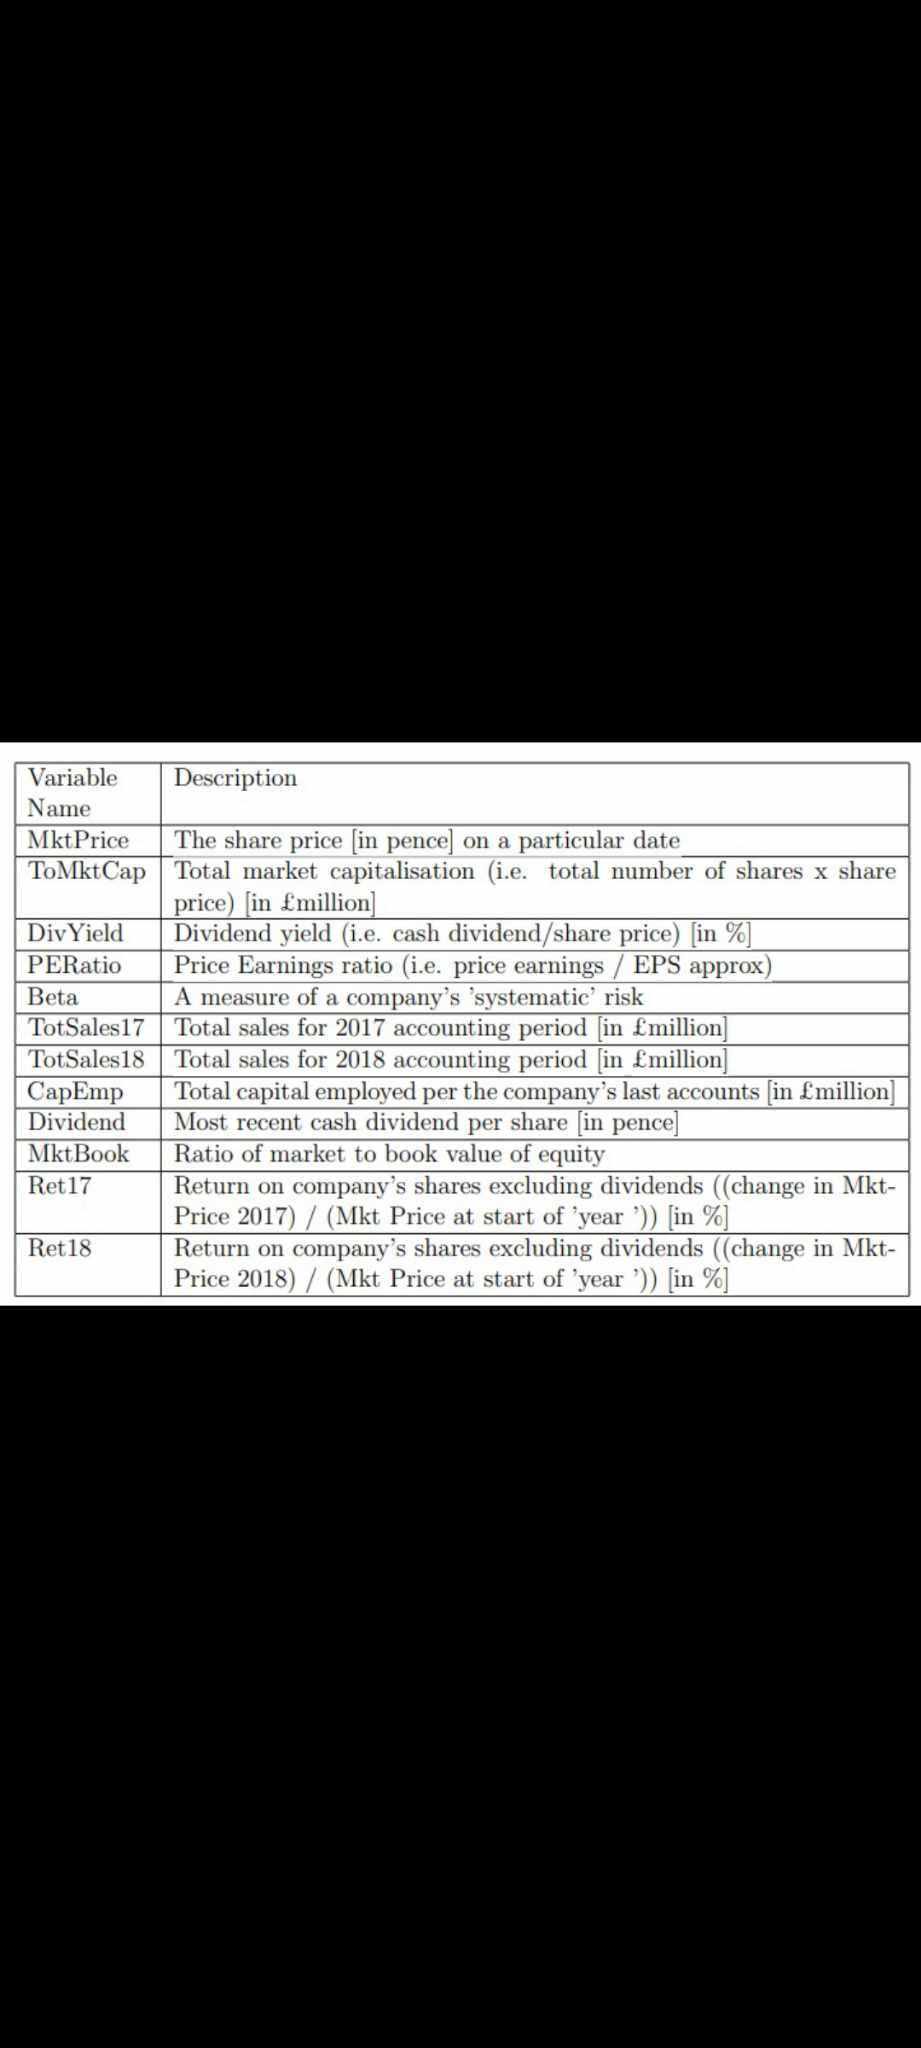 Variable Name
Description
MktPrice
The share price [in pence] on a particular date
ToMktCap
Total market capitalisation (i.e. total number of shares x share
price) [in £million]
DivYield
Dividend yield (i.e. cash dividend/share price) [in %]
PERatio
Price Earnings ratio (i.e. price earnings / EPS approx)
Beta
A measure of a company's 'systematic' risk
TotSales17
Total sales for 2017 accounting period [in £million]
TotSales18
Total sales for 2018 accounting period [in £million]
CapEmp
Total capital employed per the company's last accounts [in £million]
Dividend
Most recent cash dividend per share [in pence]
MktBook
Ratio of market to book value of equity
Ret17
Return on company's shares excluding dividends ((change in Mkt-
Price 2017) / (Mkt Price at start of 'year ')) [in %]
Ret18
Return on company's shares excluding dividends ((change in Mkt-
Price 2018) / (Mkt Price at start of 'year ')) [in %]